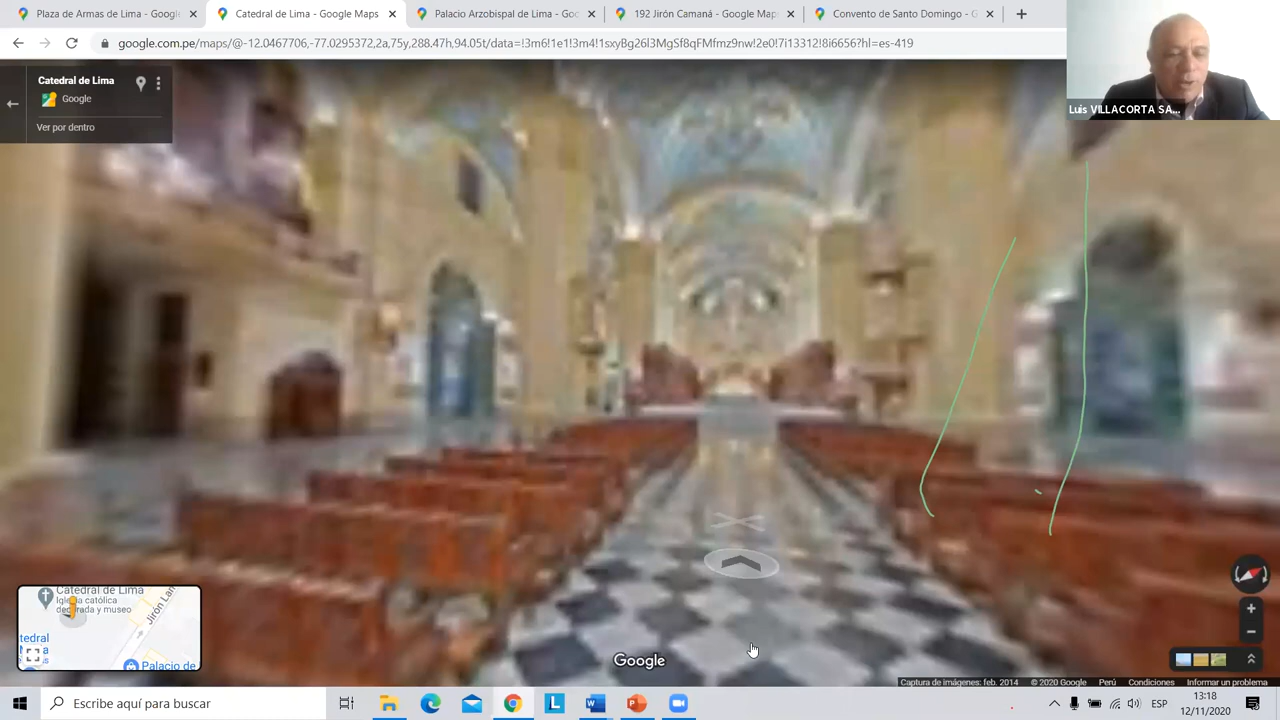 Plaza de Armas de Lima - Googl
Catedral de Lima - Google Maps
Palacio Arzobispal de Lima - Goo
192 Jirón Camaná - Google Map
Convento de Santo Domingo - G
google.com.pe/maps/@-12.0467706,-77.0295372,2a,75y,288.47h,94.05t/data=!3m6!1e1!3m4!1sxyBg26l3MgSf8qFMfmz9nw!2e0!7i13312!8i6656?hl=es-419
Luis VILLACORTA SA...
Catedral de Lima
Google
Ver por dentro
Catedral de Lima
Iglesia católica
decorada y museo
Jirón Lan
tedral
Palacio de
Google
Captura de imágenes: feb. 2014
© 2020 Google
Perú
Condiciones
Informar un problema
Escribe aquí para buscar
ESP
13:18
12/11/2020